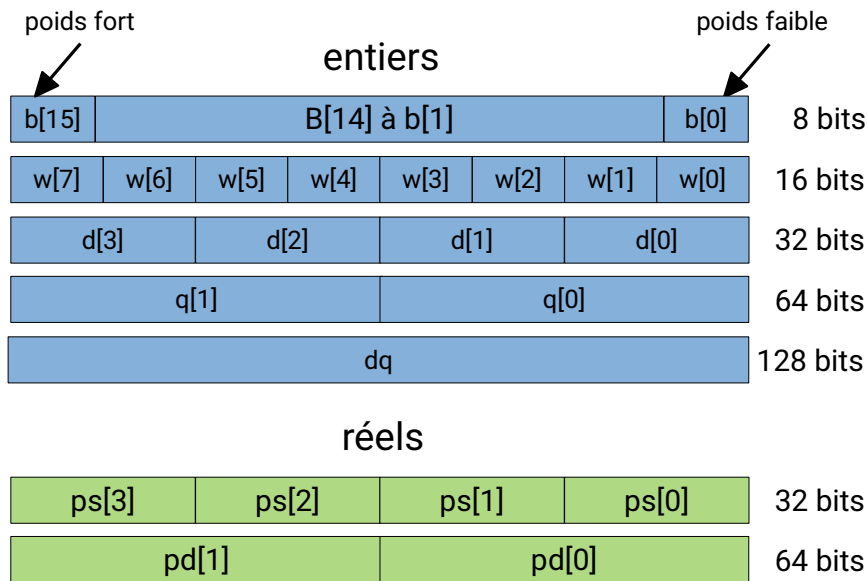 poids fort
poids faible
entiers
b[15] B[14] à b[1] b[0] 8 bits
w[7] w[6] w[5] w[4] w[3] w[2] w[1] w[0] 16 bits
d[3] d[2] d[1] d[0] 32 bits
q[1] q[0] 64 bits
dq 128 bits
réels
ps[3] ps[2] ps[1] ps[0] 32 bits
pd[1] pd[0] 64 bits